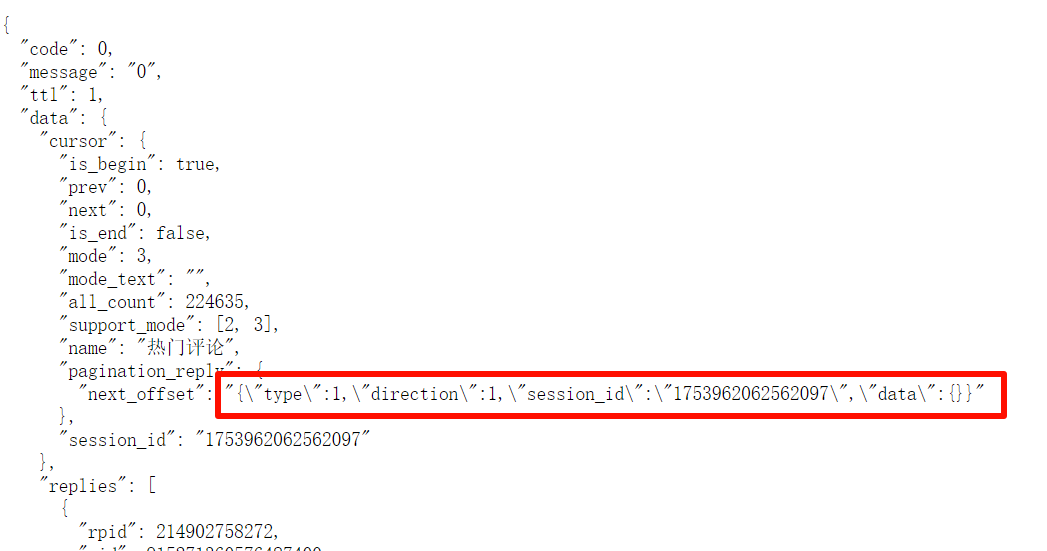 {
"code": 0,
"message": "0",
"ttl": 1,
"data": {
"cursor": {
"is_begin": true,
"prev": 0,
"next": 0,
"is_end": false,
"mode": 3,
"mode_text": "",
"all_count": 224635,
"support_mode": [2, 3],
"name": "热门评论",
"pagination_reply": {
"next_offset": "{\"type\":1,\"direction\":1,\"session_id\":\"1753962062562097\",\"data\":{}}"
},
"session_id": "1753962062562097"
},
"replies": [
{
"rpid": 214902758272,